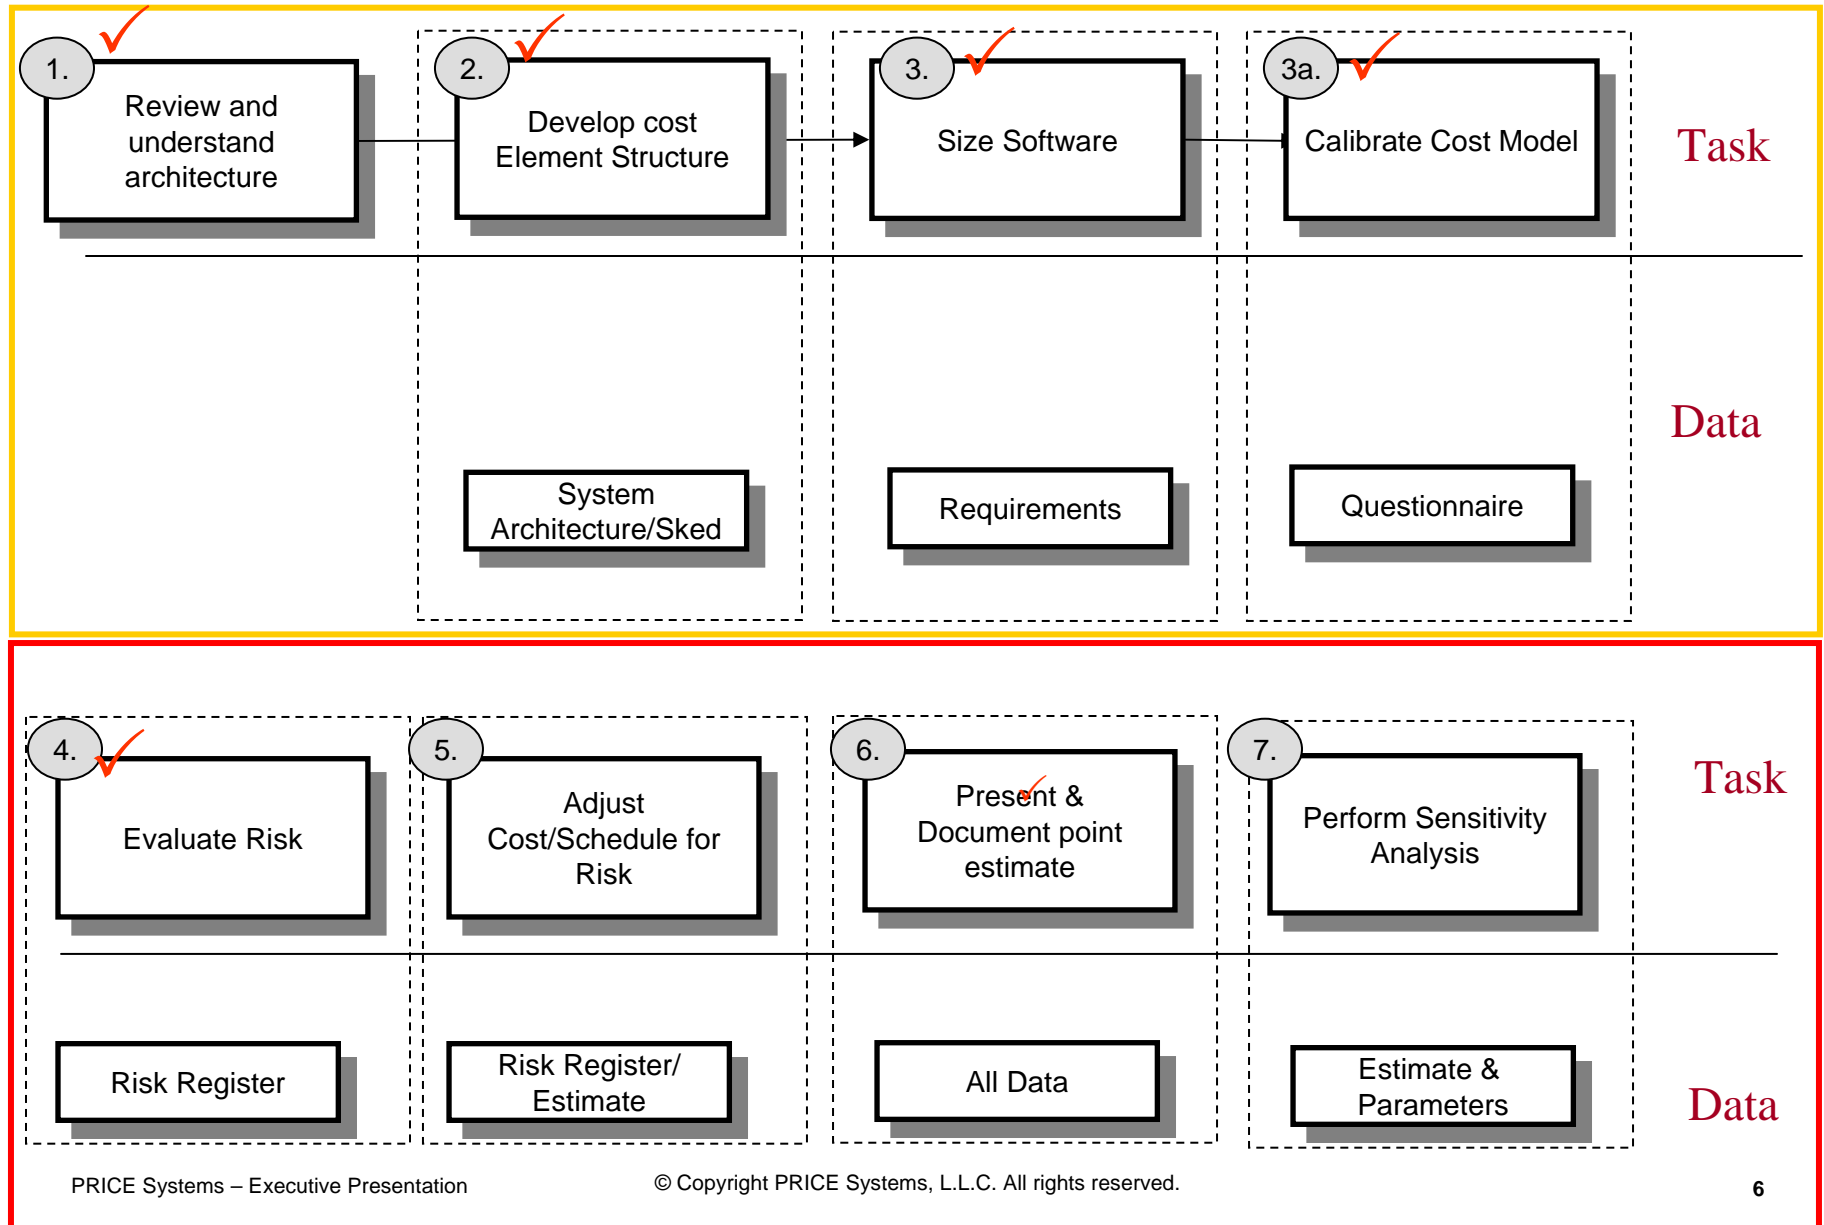 1.
Review and
understand
architecture
2.
Develop cost
Element Structure
3.
Size Software
3a.
Calibrate Cost Model
Task
System
Architecture/Sked
Requirements
Questionnaire
Data
4.
Evaluate Risk
5.
Adjust
Cost/Schedule for
Risk
6.
Present &
Document point
estimate
7.
Perform Sensitivity
Analysis
Task
Risk Register
Risk Register/
Estimate
All Data
Estimate &
Parameters
Data
PRICE Systems – Executive Presentation
© Copyright PRICE Systems, L.L.C. All rights reserved.
6